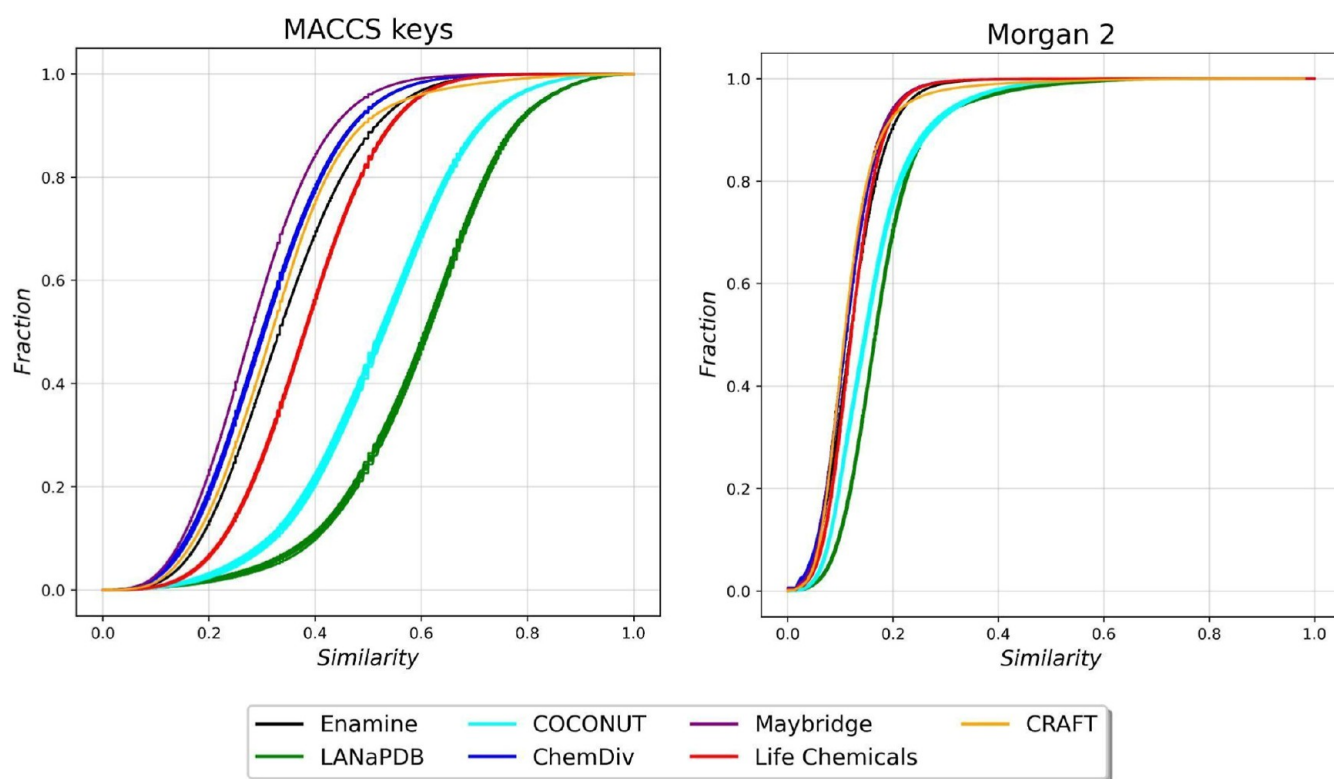 MACCS keys
1.0
0.8
0.6
0.4
0.2
0.0
Fraction
0.0 0.2 0.4 0.6 0.8 1.0
Similarity
Morgan 2
1.0
0.8
0.6
0.4
0.2
0.0
Fraction
0.0 0.2 0.4 0.6 0.8 1.0
Similarity
Enamine COCONUT Maybridge CRAFT
LANaPDB ChemDiv Life Chemicals